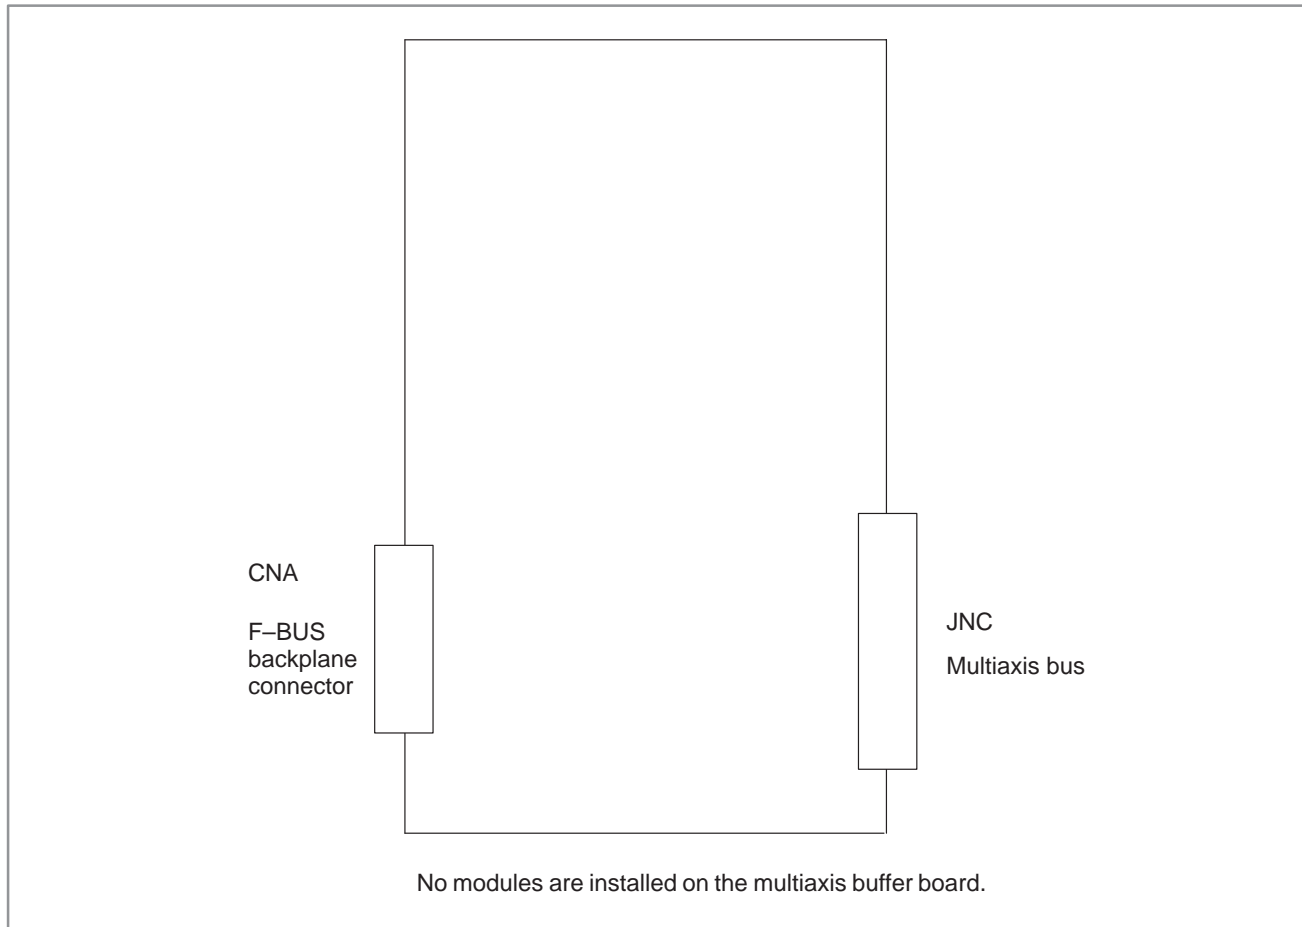 CNA
F–BUS
backplane
connector
JNC
Multiaxis bus
No modules are installed on the multiaxis buffer board.